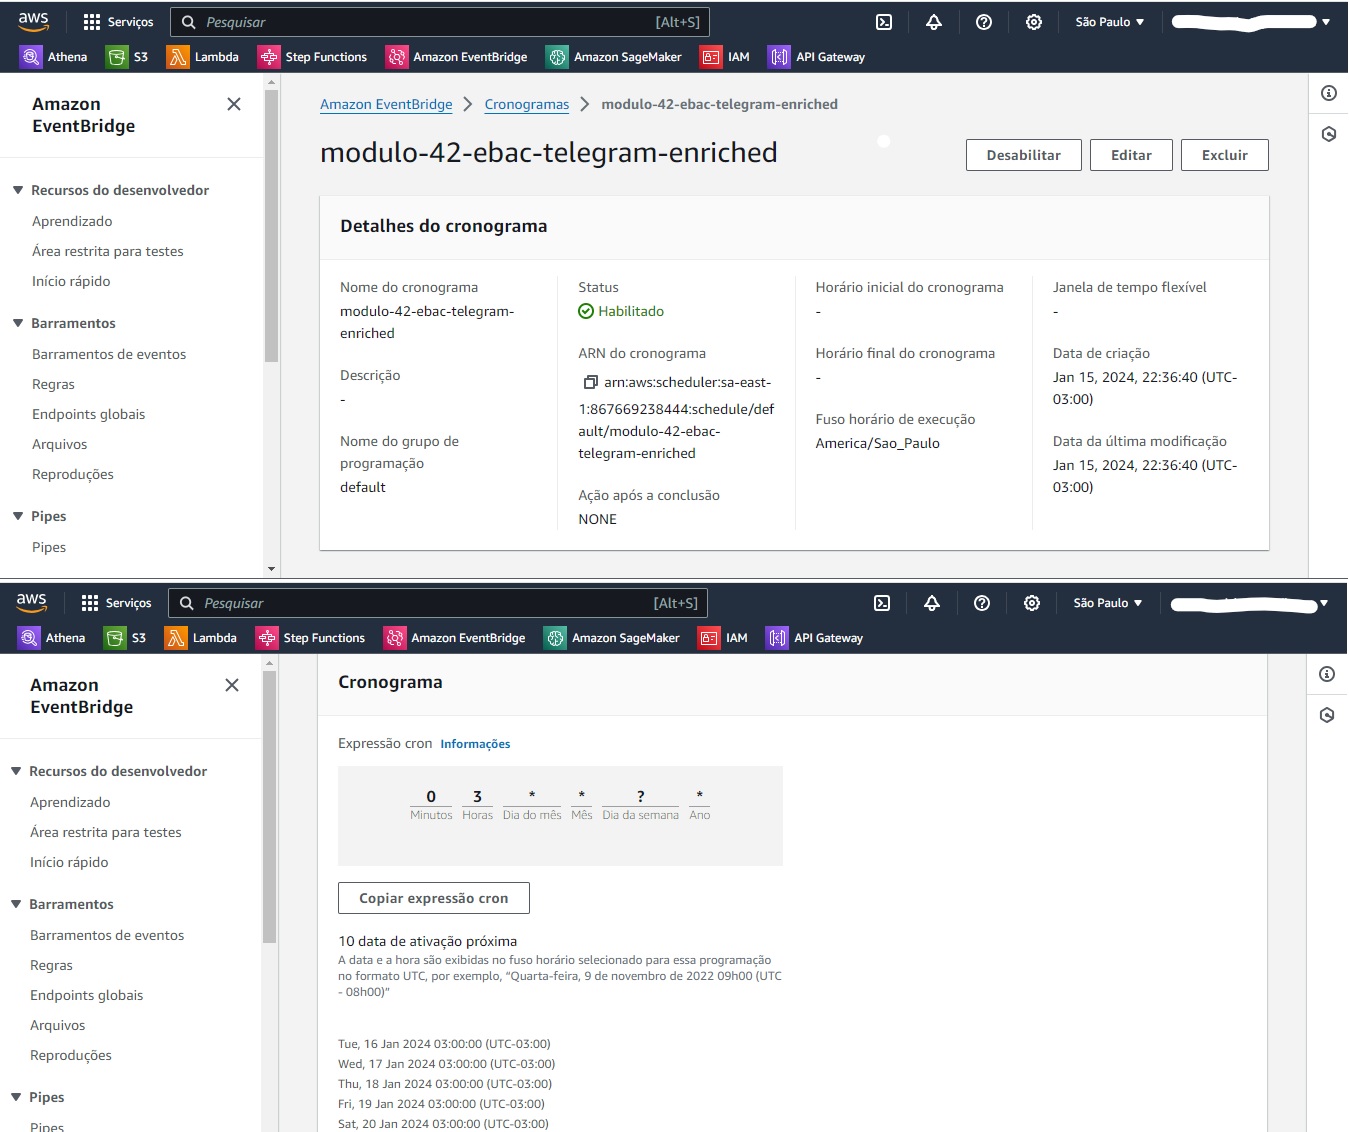 aws Serviços Pesquisar [Alt+S] São Paulo
Athena S3 Lambda Step Functions Amazon EventBridge Amazon SageMaker IAM API Gateway
Amazon
EventBridge
Recursos do desenvolvedor
Aprendizado
Área restrita para testes
Início rápido
Barramentos
Barramentos de eventos
Regras
Endpoints globais
Arquivos
Reproduções
Pipes
Pipes
Amazon EventBridge Cronogramas modulo-42-ebac-telegram-enriched
modulo-42-ebac-telegram-enriched
Desabilitar Editar Excluir
Detalhes do cronograma
Nome do cronograma
modulo-42-ebac-telegram-
enriched
Descrição
-
Nome do grupo de
programação
default
Status
Habilitado
ARN do cronograma
arn:aws:scheduler:sa-east-
1:867669238444:schedule/def
ault/modulo-42-ebac-
telegram-enriched
Ação após a conclusão
NONE
Horário inicial do cronograma
-
Horário final do cronograma
-
Fuso horário de execução
America/Sao_Paulo
Janela de tempo flexível
-
Data de criação
Jan 15, 2024, 22:36:40 (UTC-
03:00)
Data da última modificação
Jan 15, 2024, 22:36:40 (UTC-
03:00)
aws Serviços Pesquisar [Alt+S] São Paulo
Athena S3 Lambda Step Functions Amazon EventBridge Amazon SageMaker IAM API Gateway
Amazon
EventBridge
Recursos do desenvolvedor
Aprendizado
Área restrita para testes
Início rápido
Barramentos
Barramentos de eventos
Regras
Endpoints globais
Arquivos
Reproduções
Pipes
Pipes
Cronograma
Expressão cron Informações
0 3 * * ? *
Minutos Horas Dia do mês Mês Dia da semana Ano
Copiar expressão cron
10 data de ativação próxima
A data e a hora são exibidas no fuso horário selecionado para essa programação
no formato UTC, por exemplo, “Quarta-feira, 9 de novembro de 2022 09h00 (UTC
- 08h00)”
Tue, 16 Jan 2024 03:00:00 (UTC-03:00)
Wed, 17 Jan 2024 03:00:00 (UTC-03:00)
Thu, 18 Jan 2024 03:00:00 (UTC-03:00)
Fri, 19 Jan 2024 03:00:00 (UTC-03:00)
Sat, 20 Jan 2024 03:00:00 (UTC-03:00)